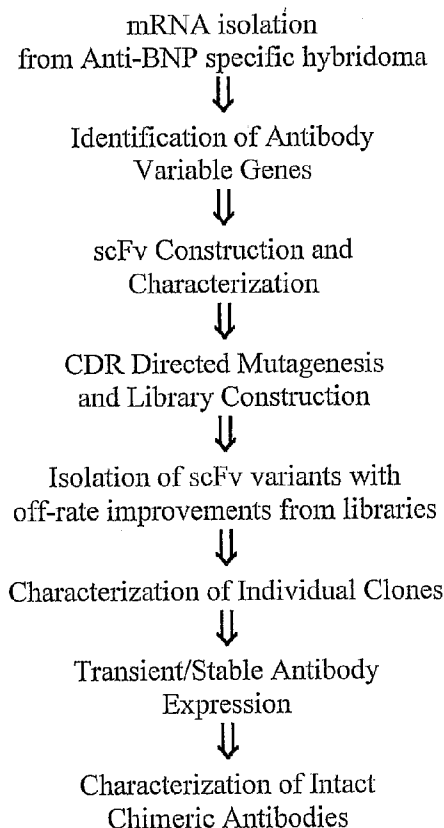 mRNA isolation
from Anti-BNP specific hybridoma
Identification of Antibody
Variable Genes
scFv Construction and
Characterization
CDR Directed Mutagenesis
and Library Construction
Isolation of scFv variants with
off-rate improvements from libraries
Characterization of Individual Clones
Transient/Stable Antibody
Expression
Characterization of Intact
Chimeric Antibodies